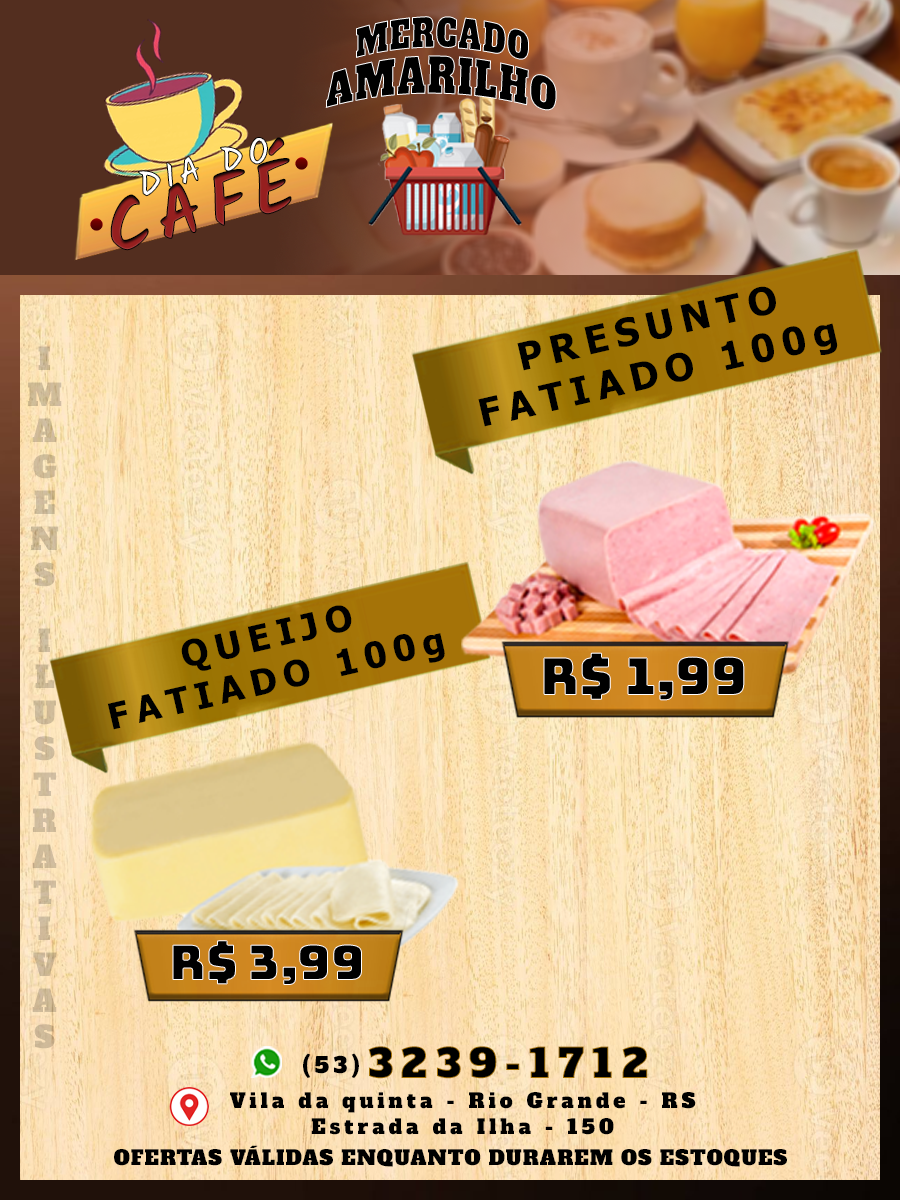 MERCADO
AMARILHO
DIA DO
CAFÉ
PRESUNTO
FATIADO 100g
R$ 1,99
QUEIJO
FATIADO 100g
R$ 3,99
IMAGENS ILUSTRATIVAS
(53) 3239-1712
Vila da quinta - Rio Grande - RS
Estrada da Ilha - 150
OFERTAS VÁLIDAS ENQUANTO DURAREM OS ESTOQUES